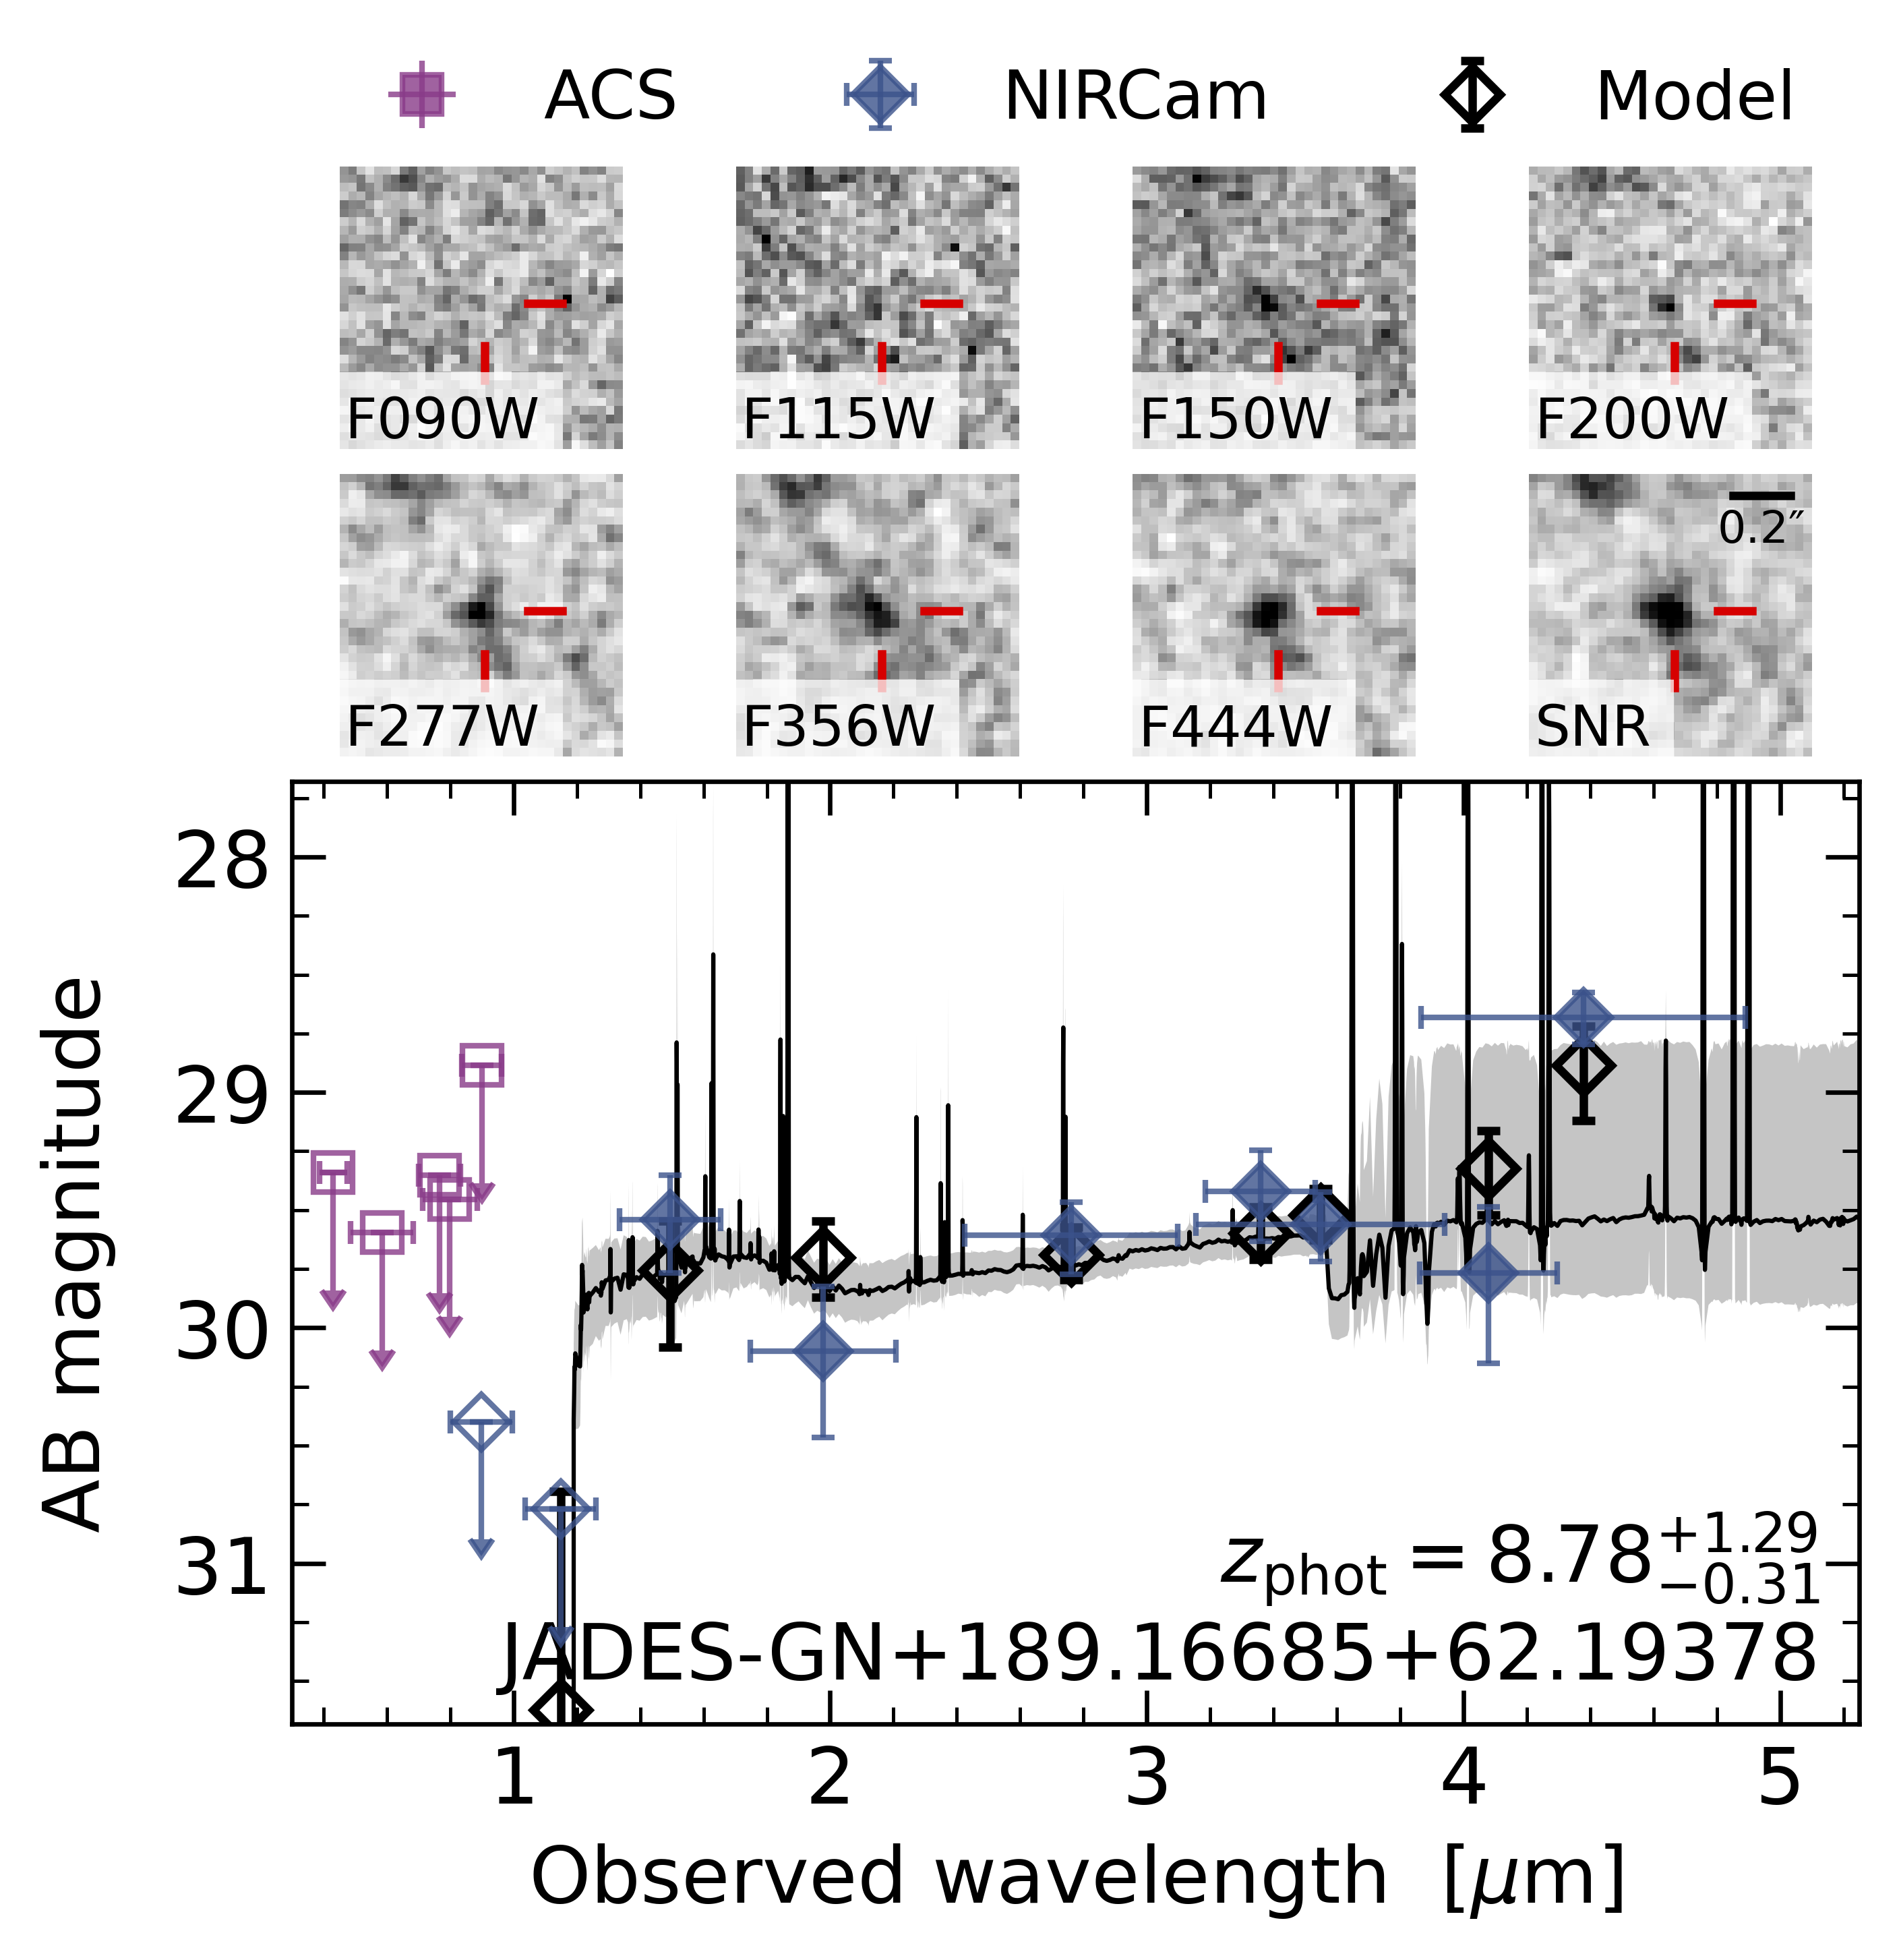 ACS NIRCam Model
F090W F115W F150W F200W
0.2″
F277W F356W F444W SNR
28
29
30
31
AB magnitude
z_phot = 8.78 +1.29 −0.31
JADES-GN+189.16685+62.19378
1 2 3 4 5
Observed wavelength [μm]